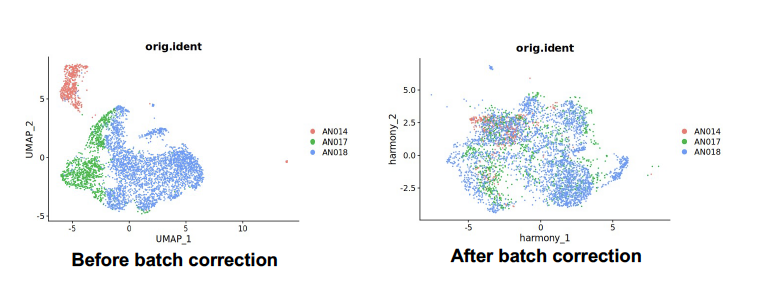 orig.ident
UMAP_2
5
0
-5
-5
0
5
10
UMAP_1
AN014
AN017
AN018
Before batch correction
orig.ident
harmony_2
5.0
2.5
0.0
-2.5
-5
0
5
harmony_1
AN014
AN017
AN018
After batch correction